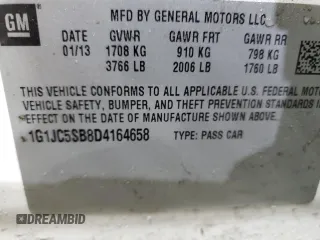 GM
MFD BY GENERAL MOTORS LLC
DATE GVWR GAWR FRT GAWR RR
01/13 1708 KG 910 KG 798 KG
3766 LB 2006 LB 1760 LB
THIS VEHICLE CONFORMS TO ALL APPLICABLE U.S. FEDERAL MOTOR
VEHICLE SAFETY, BUMPER, AND THEFT PREVENTION STANDARDS
IN EFFECT ON THE DATE OF MANUFACTURE SHOWN ABOVE.
1G1JC5SB8D4164658 TYPE: PASS CAR